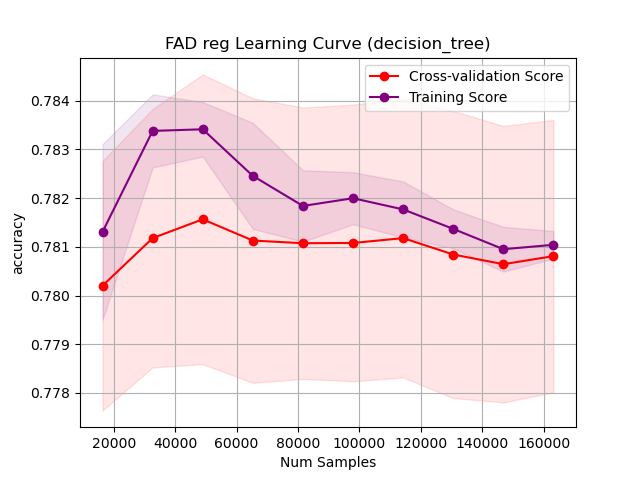 FAD reg Learning Curve (decision_tree)
Cross-validation Score
Training Score
0.784
0.783
0.782
0.781
0.780
0.779
0.778
accuracy
20000 40000 60000 80000 100000 120000 140000 160000
Num Samples